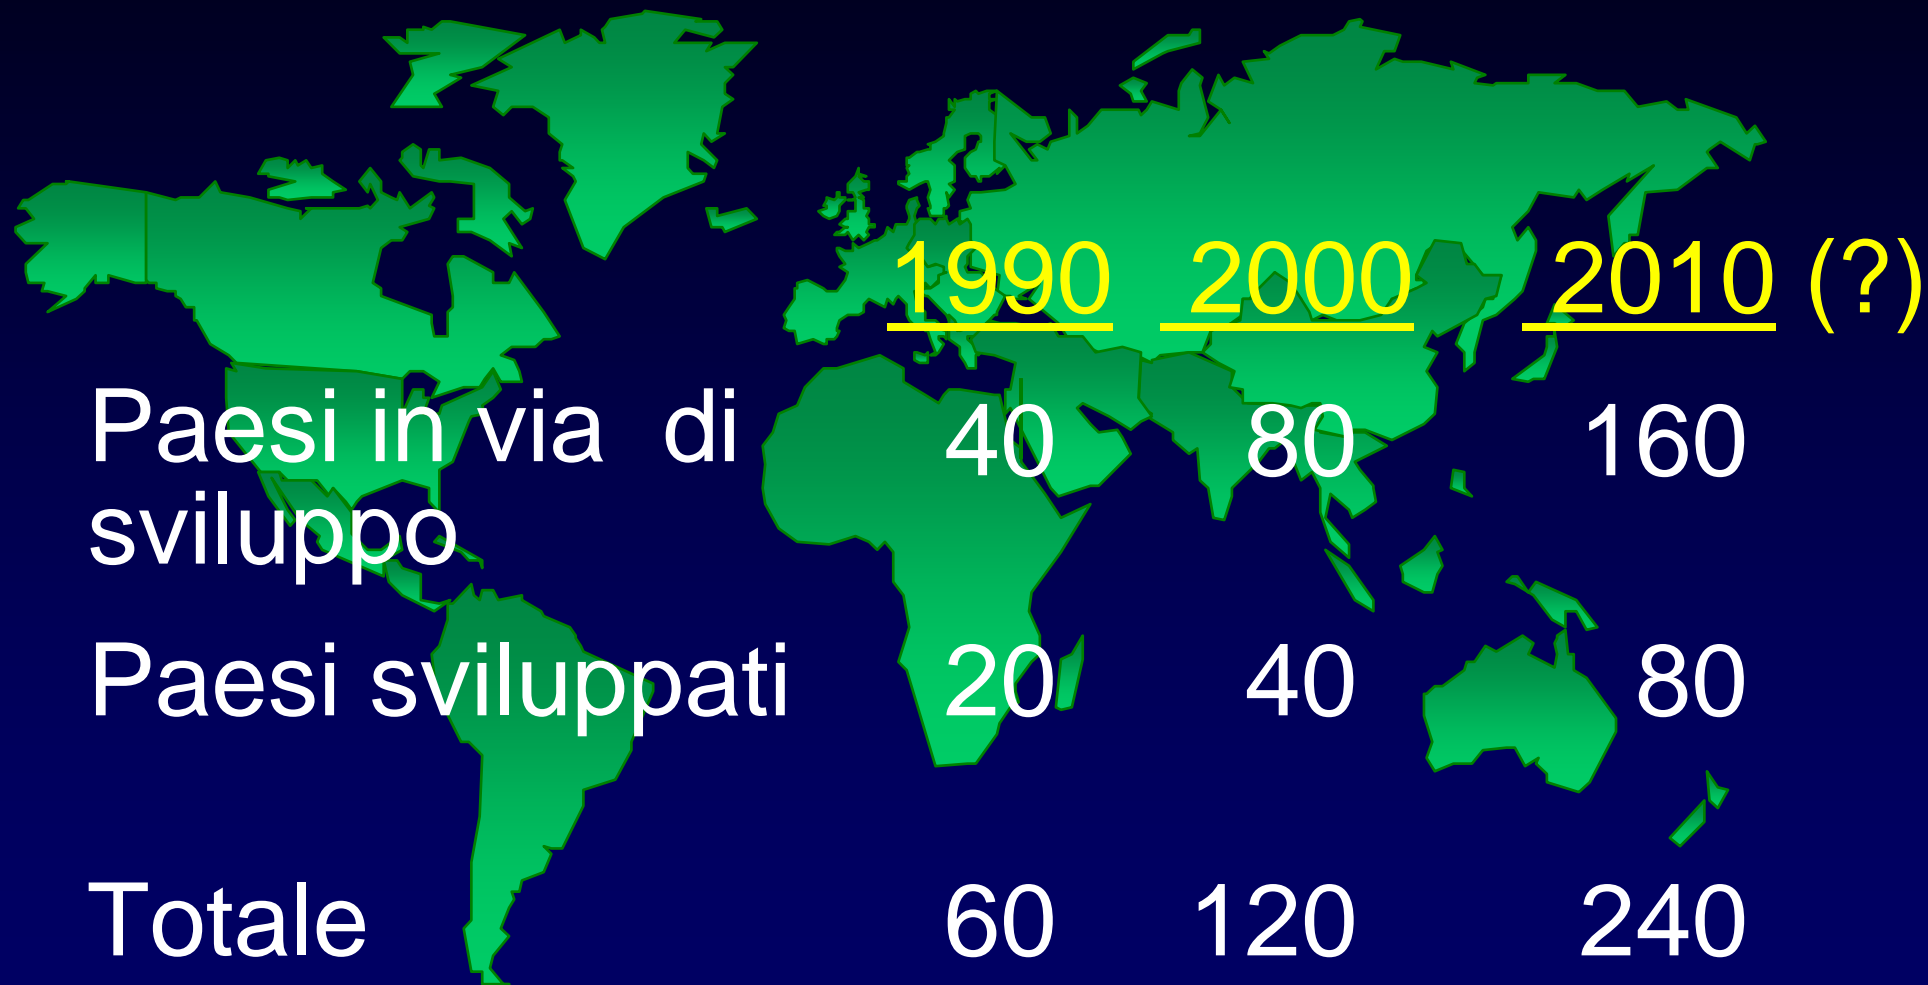 1990 2000 2010 (?)
Paesi in via di 40 80 160
sviluppo
Paesi sviluppati 20 40 80
Totale 60 120 240